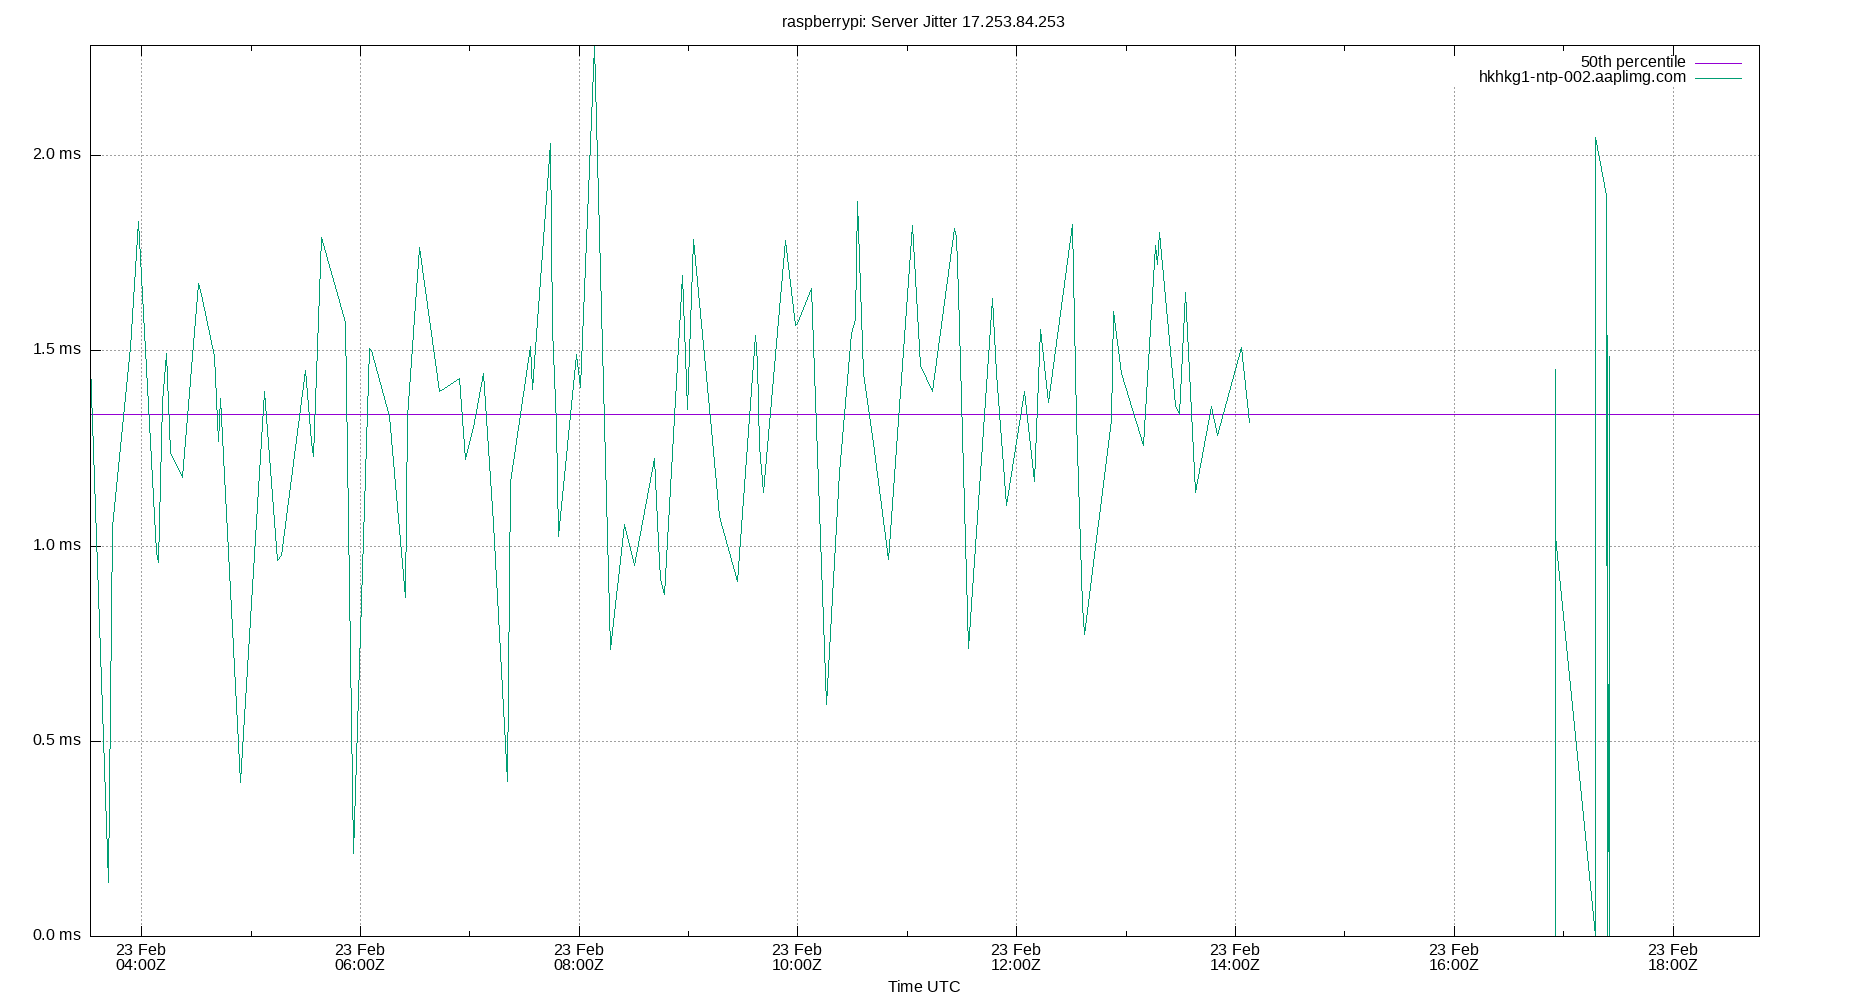 raspberrypi: Server Jitter 17.253.84.253
50th percentile
hkhkg1-ntp-002.aaplimg.com
2.0 ms
1.5 ms
1.0 ms
0.5 ms
0.0 ms
23 Feb 23 Feb 23 Feb 23 Feb 23 Feb 23 Feb 23 Feb 23 Feb
04:00Z 06:00Z 08:00Z 10:00Z 12:00Z 14:00Z 16:00Z 18:00Z
Time UTC